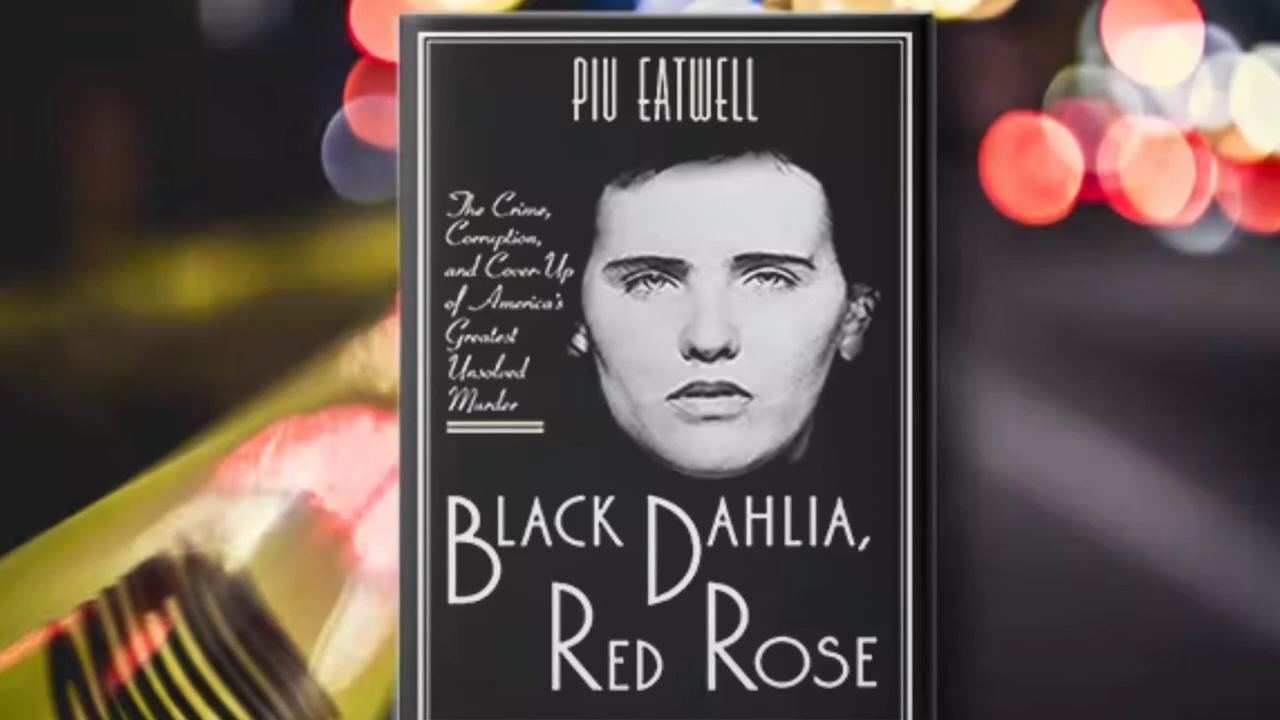 PIU EATWELL
The Crime,
Corruption,
and Cover-Up
of America's
Greatest
Unsolved
Murder
BLACK DAHLIA,
RED ROSE